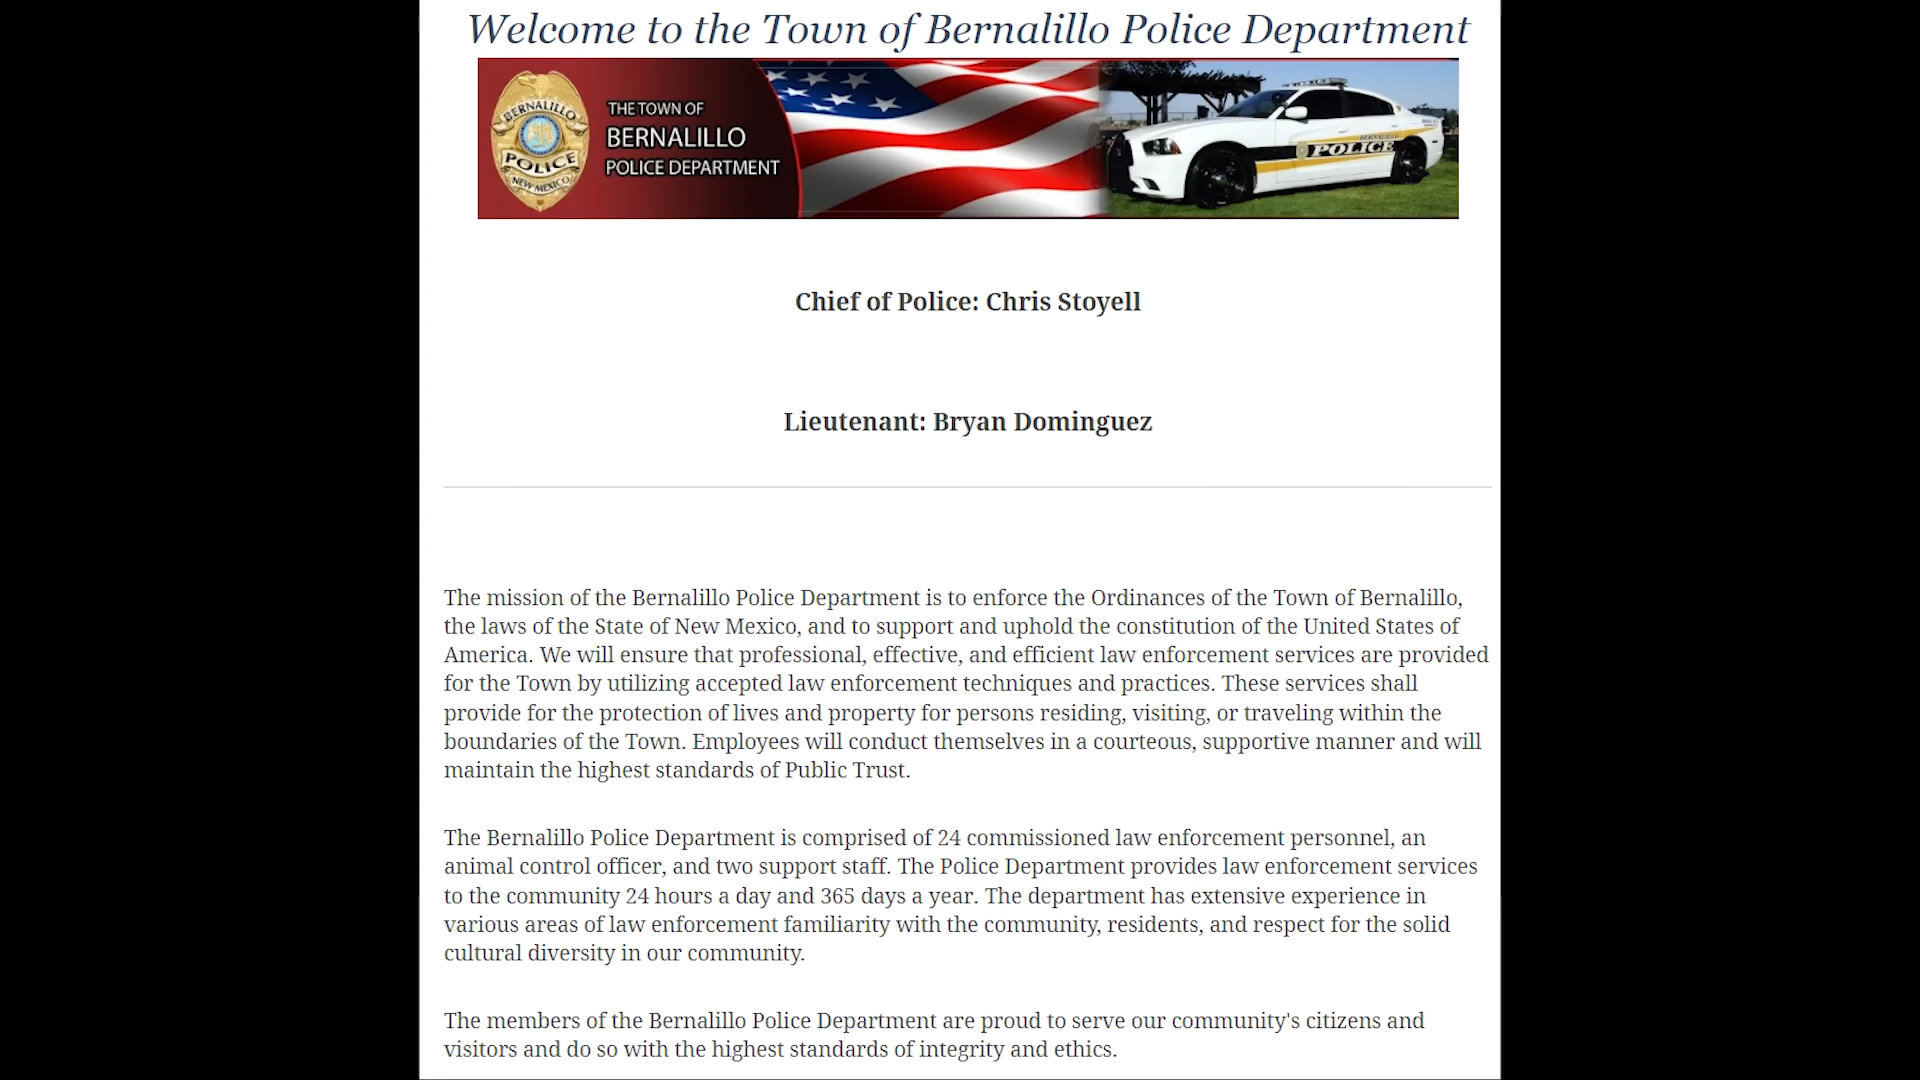 Welcome to the Town of Bernalillo Police Department
BERNALILLO
POLICE
NEW MEXICO
THE TOWN OF
BERNALILLO
POLICE DEPARTMENT
BERNALILLO
POLICE
Chief of Police: Chris Stoyell
Lieutenant: Bryan Dominguez
The mission of the Bernalillo Police Department is to enforce the Ordinances of the Town of Bernalillo,
the laws of the State of New Mexico, and to support and uphold the constitution of the United States of
America. We will ensure that professional, effective, and efficient law enforcement services are provided
for the Town by utilizing accepted law enforcement techniques and practices. These services shall
provide for the protection of lives and property for persons residing, visiting, or traveling within the
boundaries of the Town. Employees will conduct themselves in a courteous, supportive manner and will
maintain the highest standards of Public Trust.
The Bernalillo Police Department is comprised of 24 commissioned law enforcement personnel, an
animal control officer, and two support staff. The Police Department provides law enforcement services
to the community 24 hours a day and 365 days a year. The department has extensive experience in
various areas of law enforcement familiarity with the community, residents, and respect for the solid
cultural diversity in our community.
The members of the Bernalillo Police Department are proud to serve our community's citizens and
visitors and do so with the highest standards of integrity and ethics.